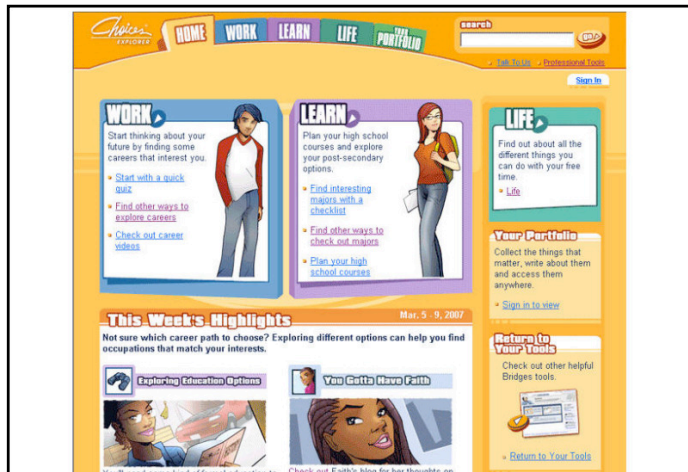 Choices
EXPLORER
HOME
WORK
LEARN
LIFE
YOUR
PORTFOLIO
search
Talk To Us
Professional Tools
Sign In
WORK
Start thinking about your
future by finding some
careers that interest you.
Start with a quick
quiz
Find other ways to
explore careers
Check out career
videos
LEARN
Plan your high school
courses and explore
your post-secondary
options.
Find interesting
majors with a
checklist
Find other ways to
check out majors
Plan your high
school courses
LIFE
Find out about all the
different things you
can do with your free
time.
Life
Your Portfolio
Collect the things that
matter, write about them
and access them
anywhere.
Sign in to view
Return to
Your Tools
Check out other helpful
Bridges tools.
Return to Your Tools
This Week's Highlights
Mar. 5 - 9, 2007
Not sure which career path to choose? Exploring different options can help you find
occupations that match your interests.
Exploring Education Options
You Gotta Have Faith
Check out Faith's blog for her thoughts on